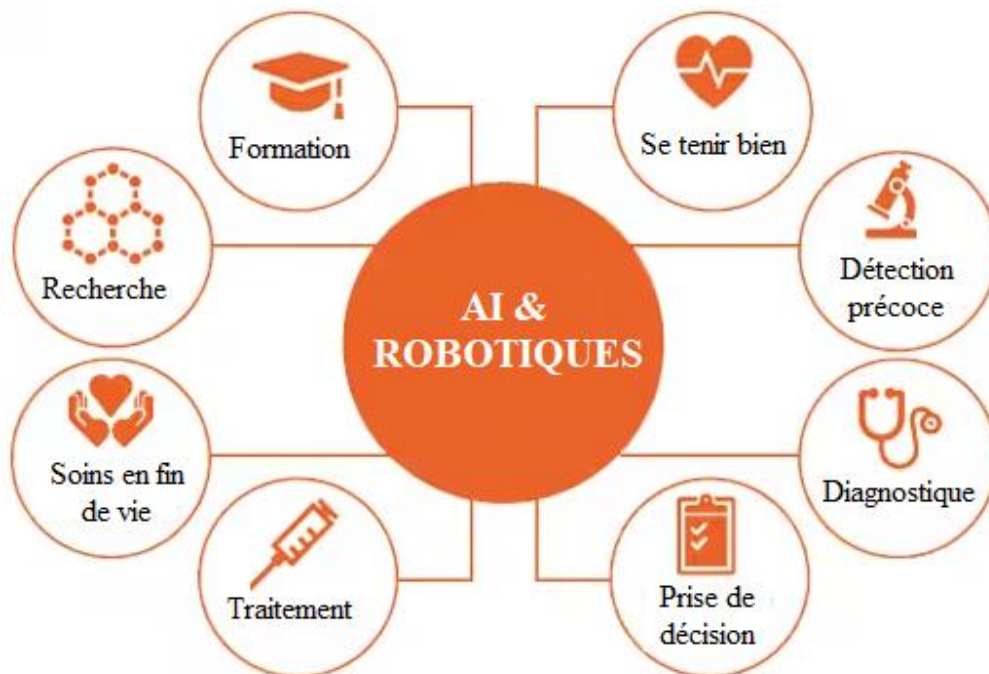 Formation
Se tenir bien
Recherche
Détection
précoce
AI &
ROBOTIQUES
Soins en fin
de vie
Diagnostique
Traitement
Prise de
décision